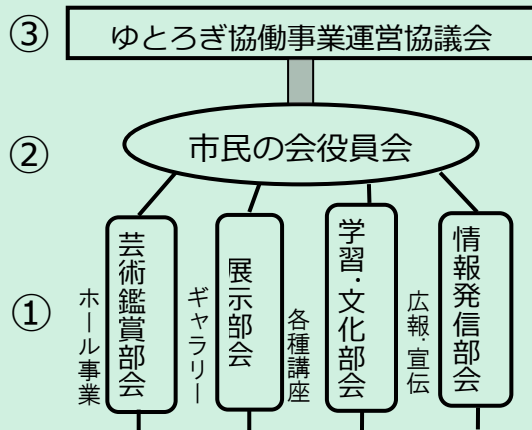 ③
ゆとろぎ協働事業運営協議会
②
市民の会役員会
①
ホール事業
芸術鑑賞部会
ギャラリー
展示部会
各種講座
学習・文化部会
広報・宣伝
情報発信部会